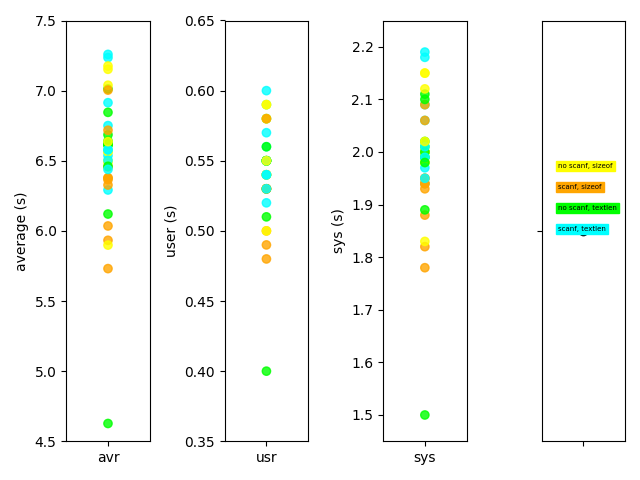 average (s)
7.5
7.0
6.5
6.0
5.5
5.0
4.5
avr
user (s)
0.65
0.60
0.55
0.50
0.45
0.40
0.35
usr
sys (s)
2.2
2.1
2.0
1.9
1.8
1.7
1.6
1.5
sys
no scanf, sizeof
scanf, sizeof
no scanf, textlen
scanf, textlen